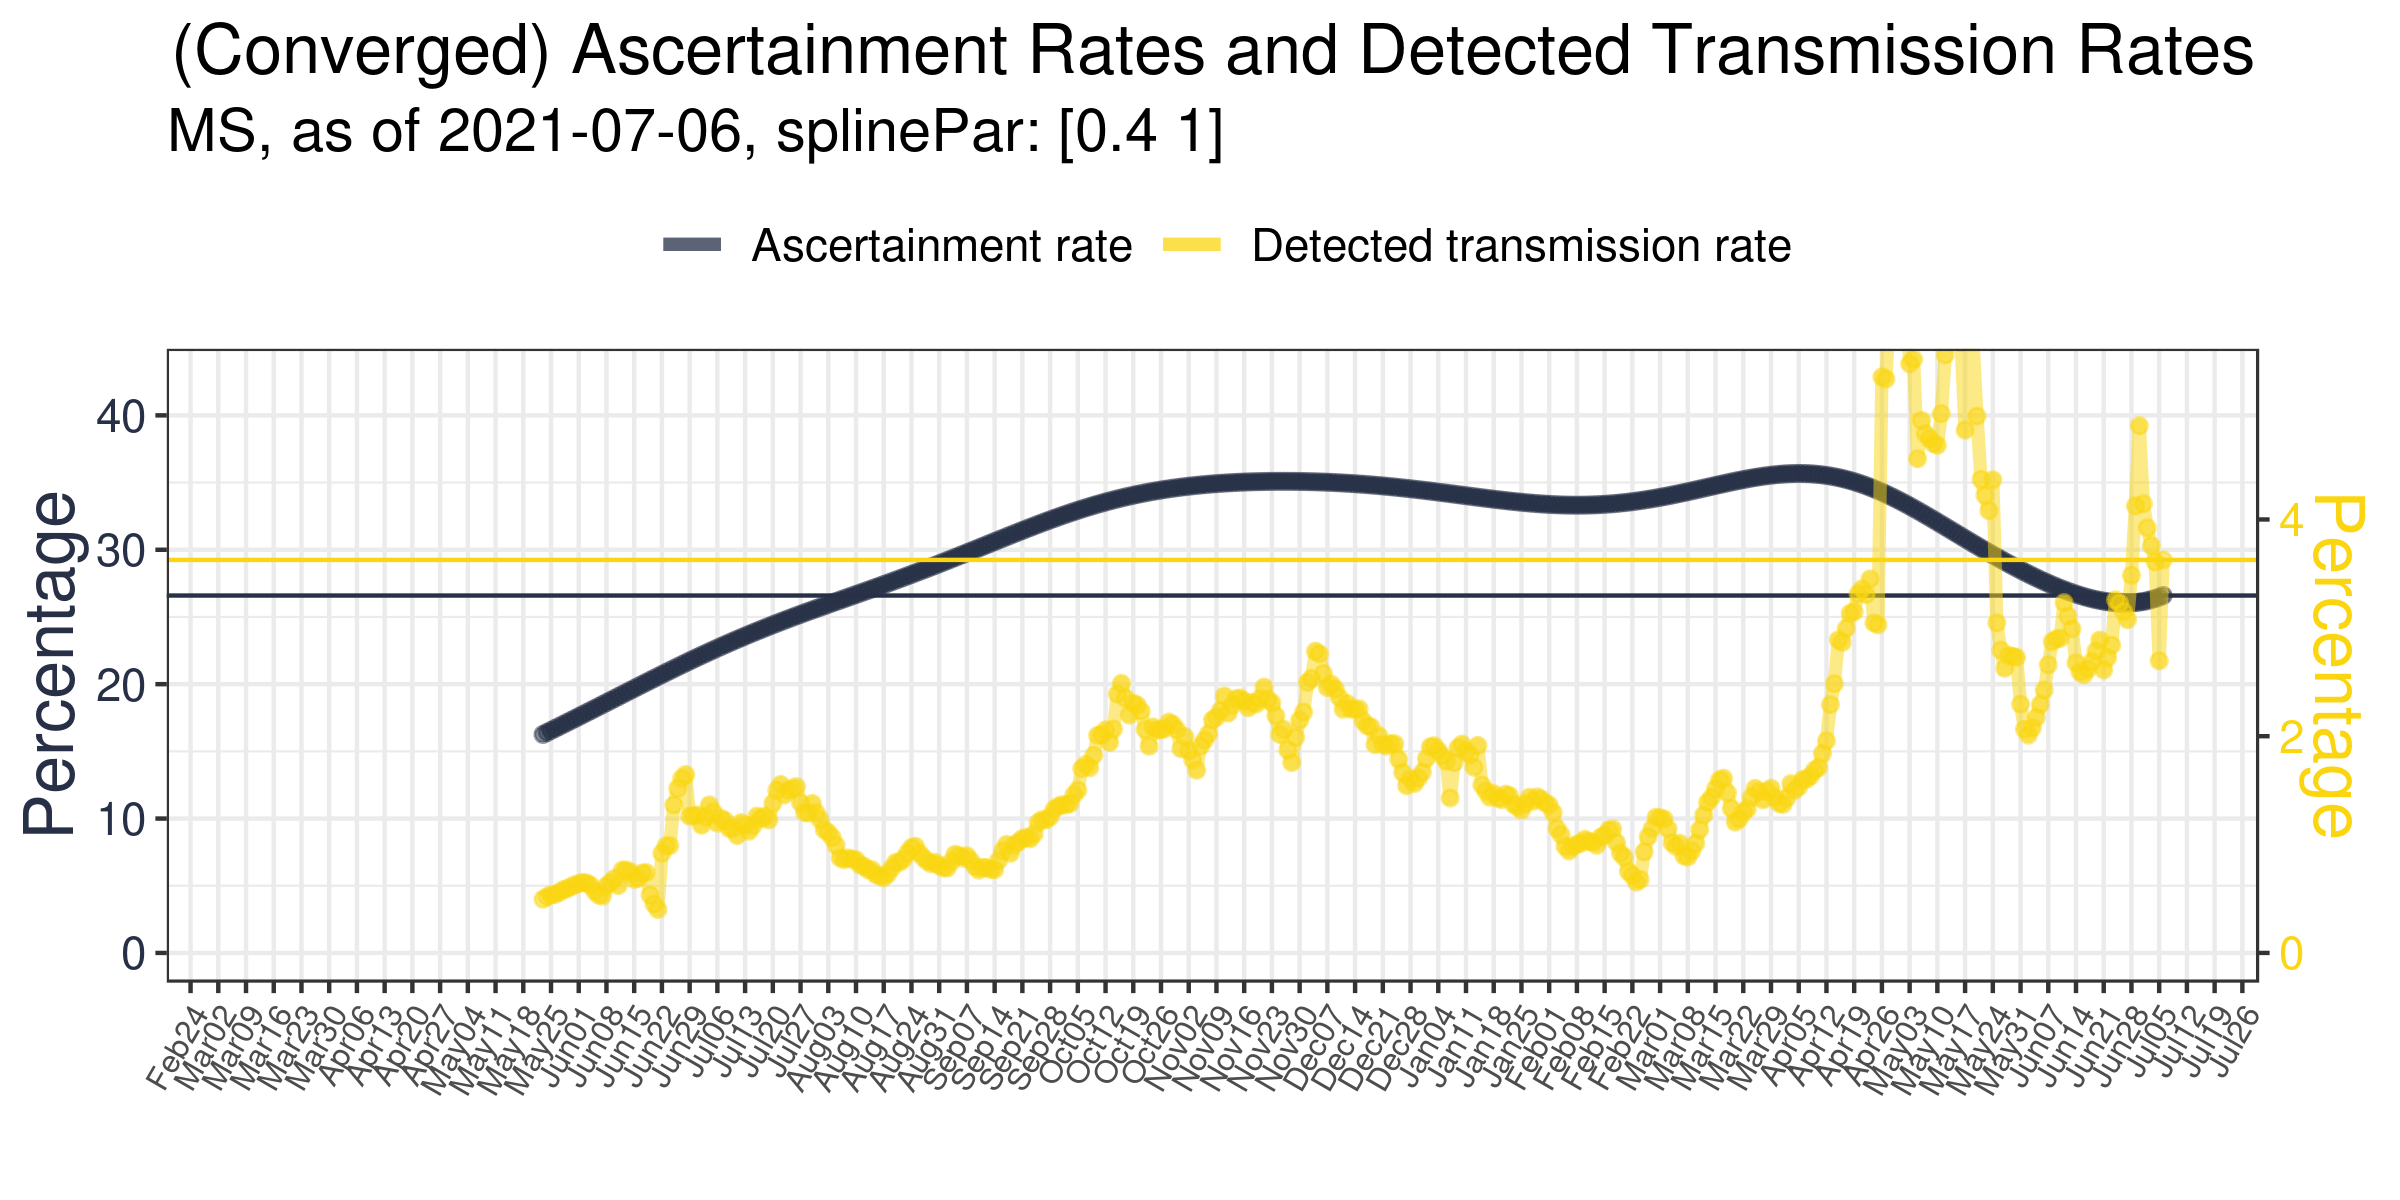 (Converged) Ascertainment Rates and Detected Transmission Rates
MS, as of 2021-07-06, splinePar: [0.4 1]
Ascertainment rate
Detected transmission rate
Percentage
40
30
20
10
0
4
2
0
Percentage
Feb24
Mar02
Mar09
Mar16
Mar23
Mar30
Apr06
Apr13
Apr20
Apr27
May04
May11
May18
May25
Jun01
Jun08
Jun15
Jun22
Jun29
Jul06
Jul13
Jul20
Jul27
Aug03
Aug10
Aug17
Aug24
Aug31
Sep07
Sep14
Sep21
Sep28
Oct05
Oct12
Oct19
Oct26
Nov02
Nov09
Nov16
Nov23
Nov30
Dec07
Dec14
Dec21
Dec28
Jan04
Jan11
Jan18
Jan25
Feb01
Feb08
Feb15
Feb22
Mar01
Mar08
Mar15
Mar22
Mar29
Apr05
Apr12
Apr19
Apr26
May03
May10
May17
May24
May31
Jun07
Jun14
Jun21
Jun28
Jul05
Jul12
Jul19
Jul26